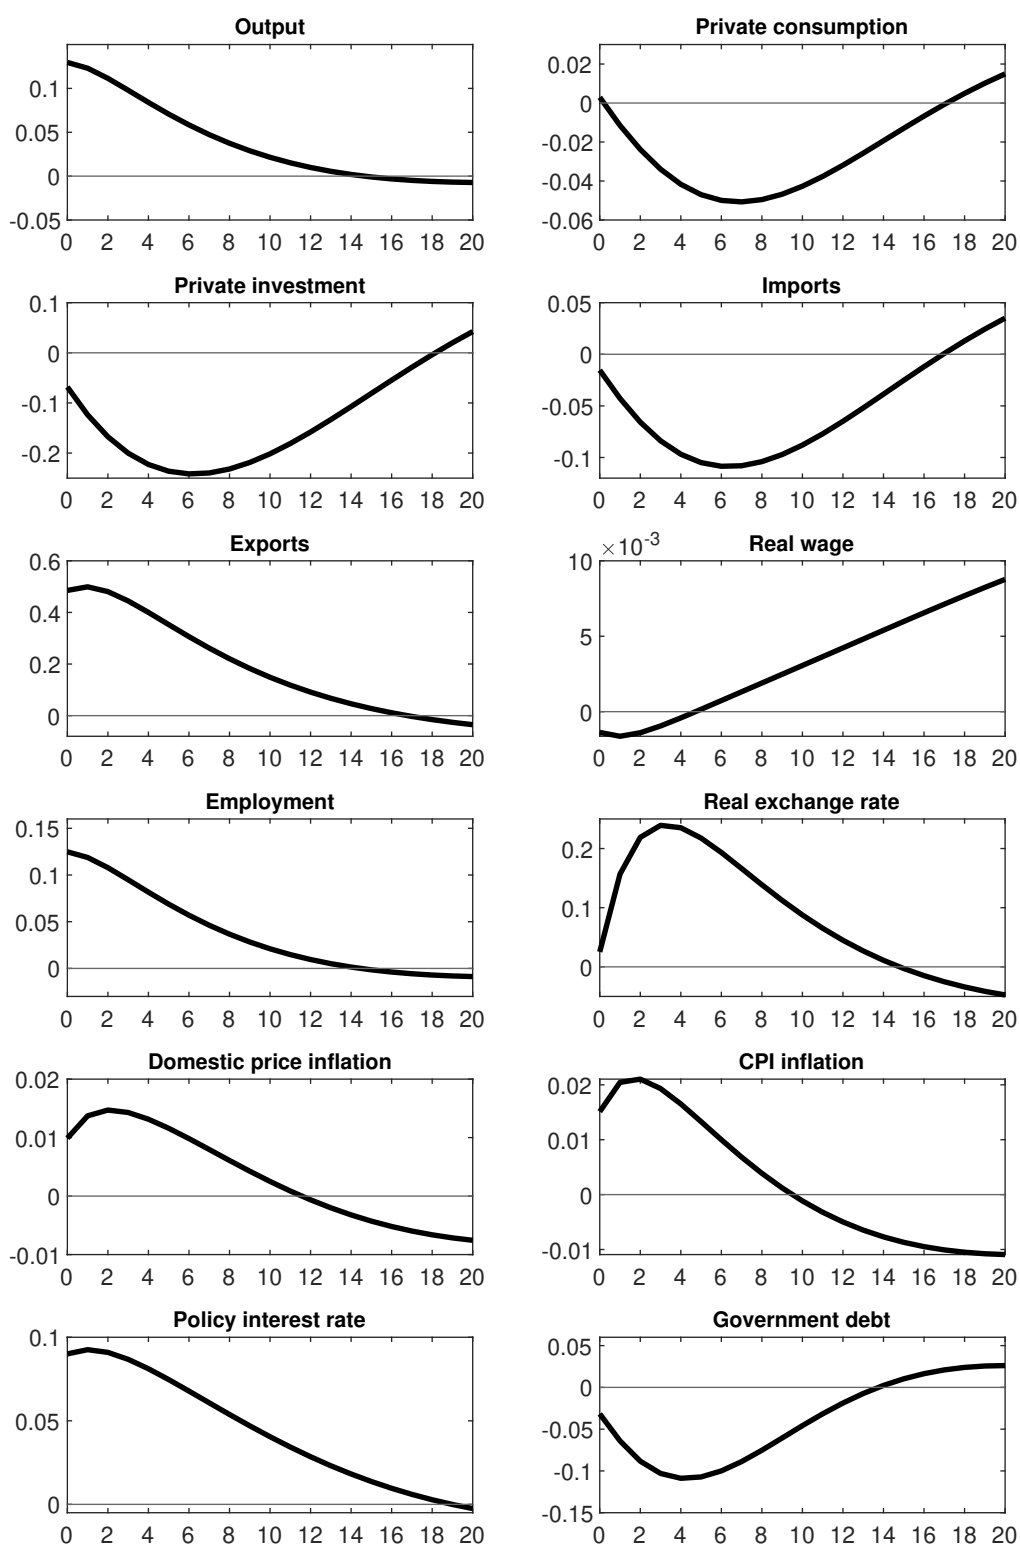 Output
0.1
0.05
0
-0.05
0 2 4 6 8 10 12 14 16 18 20
Private consumption
0.02
0
-0.02
-0.04
-0.06
0 2 4 6 8 10 12 14 16 18 20
Private investment
0.1
0
-0.1
-0.2
0 2 4 6 8 10 12 14 16 18 20
Imports
0.05
0
-0.05
-0.1
0 2 4 6 8 10 12 14 16 18 20
Exports
0.6
0.4
0.2
0
0 2 4 6 8 10 12 14 16 18 20
Real wage
×10-3
10
5
0
0 2 4 6 8 10 12 14 16 18 20
Employment
0.15
0.1
0.05
0
0 2 4 6 8 10 12 14 16 18 20
Real exchange rate
0.2
0.1
0
0 2 4 6 8 10 12 14 16 18 20
Domestic price inflation
0.02
0.01
0
-0.01
0 2 4 6 8 10 12 14 16 18 20
CPI inflation
0.02
0.01
0
-0.01
0 2 4 6 8 10 12 14 16 18 20
Policy interest rate
0.1
0.05
0
0 2 4 6 8 10 12 14 16 18 20
Government debt
0.05
0
-0.05
-0.1
-0.15
0 2 4 6 8 10 12 14 16 18 20